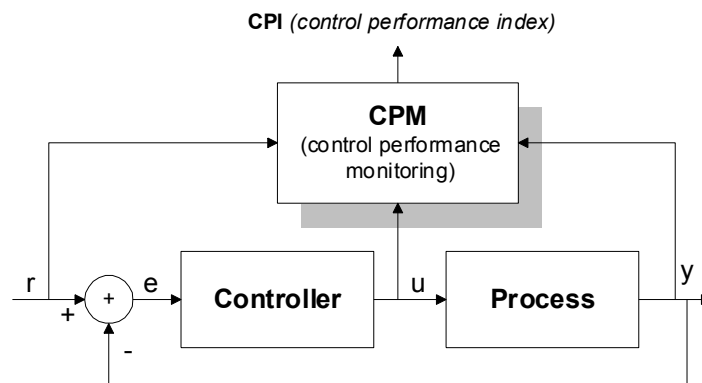 CPI (control performance index)
CPM
(control performance
monitoring)
r
+
+
-
e
Controller
u
Process
y